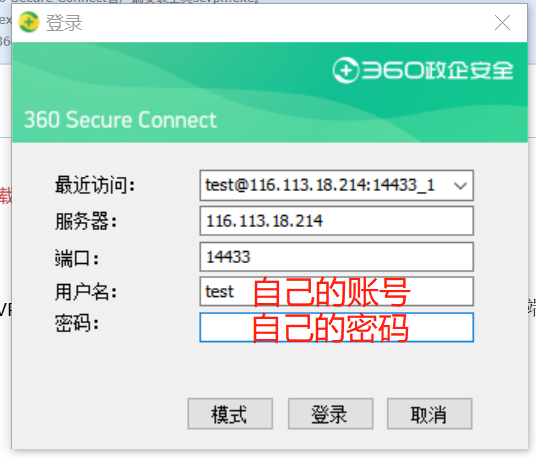 登录
360政企安全
360 Secure Connect
最近访问: test@116.113.18.214:14433_1
服务器: 116.113.18.214
端口: 14433
用户名: test 自己的账号
密码: 自己的密码
模式 登录 取消